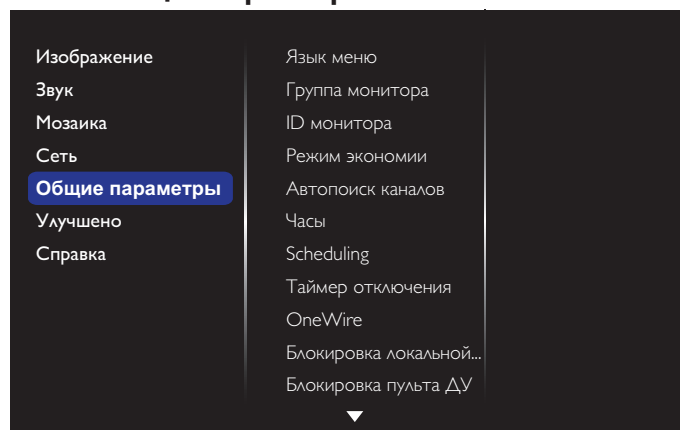 Изображение
Звук
Мозаика
Сеть
Общие параметры
Улучшено
Справка
Язык меню
Группа монитора
ID монитора
Режим экономии
Автопоиск каналов
Часы
Scheduling
Таймер отключения
OneWire
Блокировка локальной...
Блокировка пульта ДУ